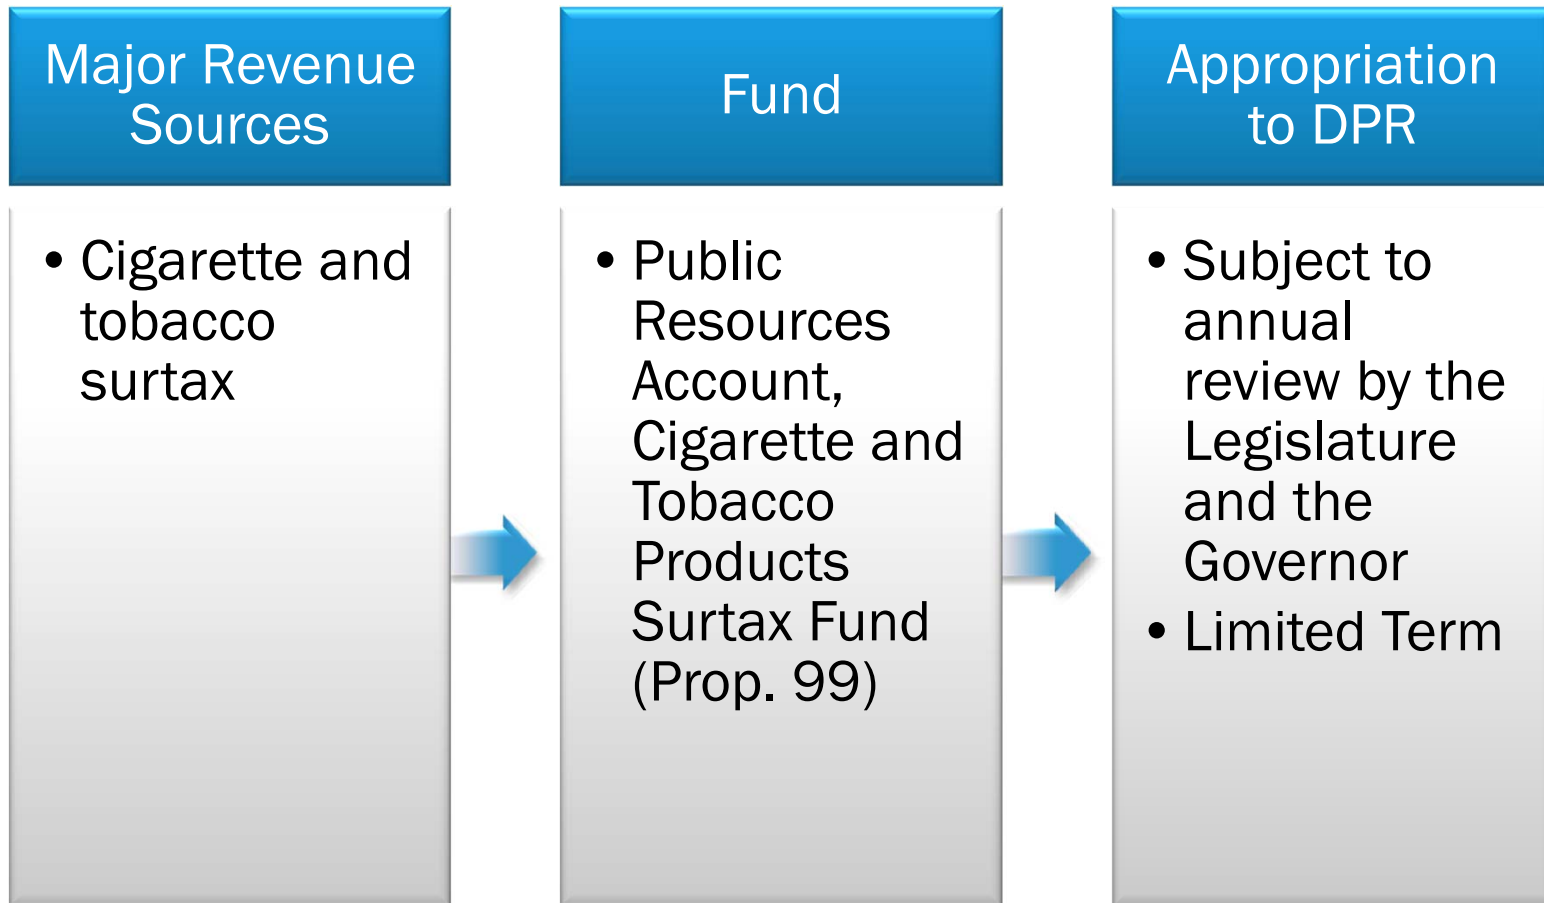 Major Revenue
Sources
• Cigarette and
tobacco
surtax
Fund
• Public
Resources
Account,
Cigarette and
Tobacco
Products
Surtax Fund
(Prop. 99)
Appropriation
to DPR
• Subject to
annual
review by the
Legislature
and the
Governor
• Limited Term